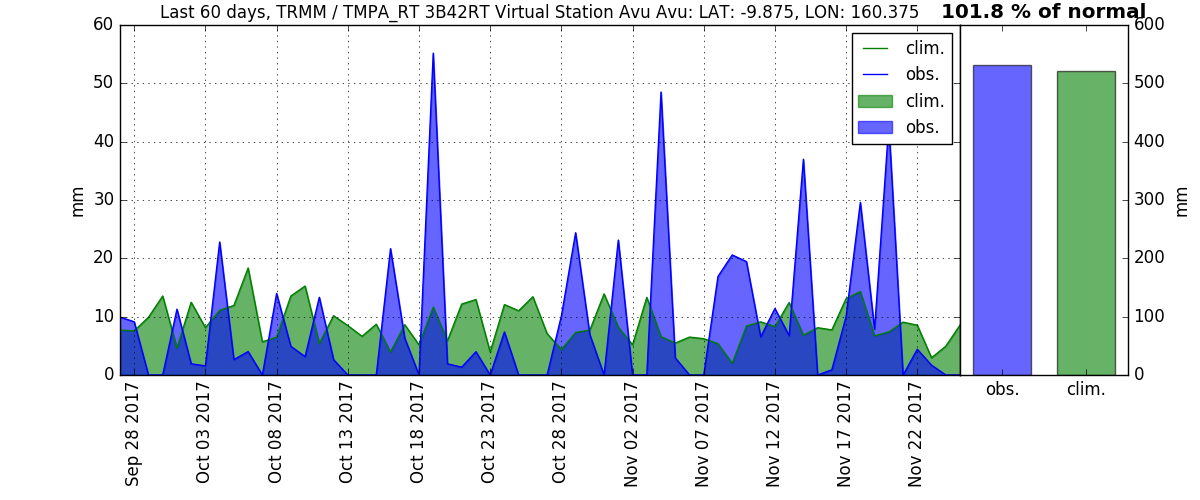 Last 60 days, TRMM / TMPA_RT 3B42RT Virtual Station Avu Avu: LAT: -9.875, LON: 160.375
101.8 % of normal
60
50
40
30
20
10
0
mm
clim.
obs.
clim.
obs.
600
500
400
300
200
100
0
mm
Sep 28 2017
Oct 03 2017
Oct 08 2017
Oct 13 2017
Oct 18 2017
Oct 23 2017
Oct 28 2017
Nov 02 2017
Nov 07 2017
Nov 12 2017
Nov 17 2017
Nov 22 2017
obs.
clim.